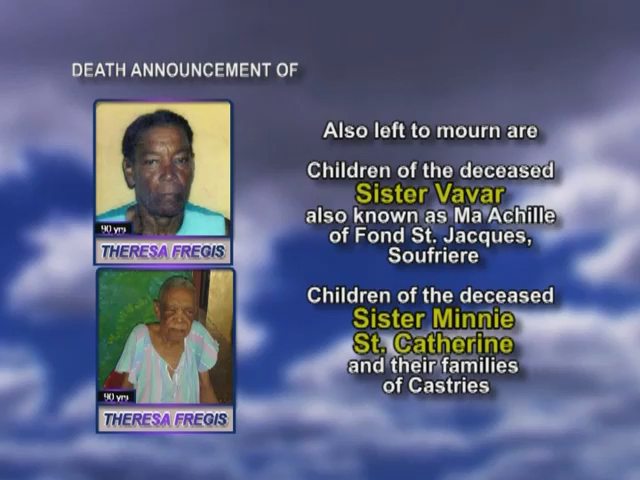 DEATH ANNOUNCEMENT OF
90 yrs
THERESA FREGIS
90 yrs
THERESA FREGIS
Also left to mourn are
Children of the deceased
Sister Vavar
also known as Ma Achille
of Fond St. Jacques,
Soufriere
Children of the deceased
Sister Minnie
St. Catherine
and their families
of Castries